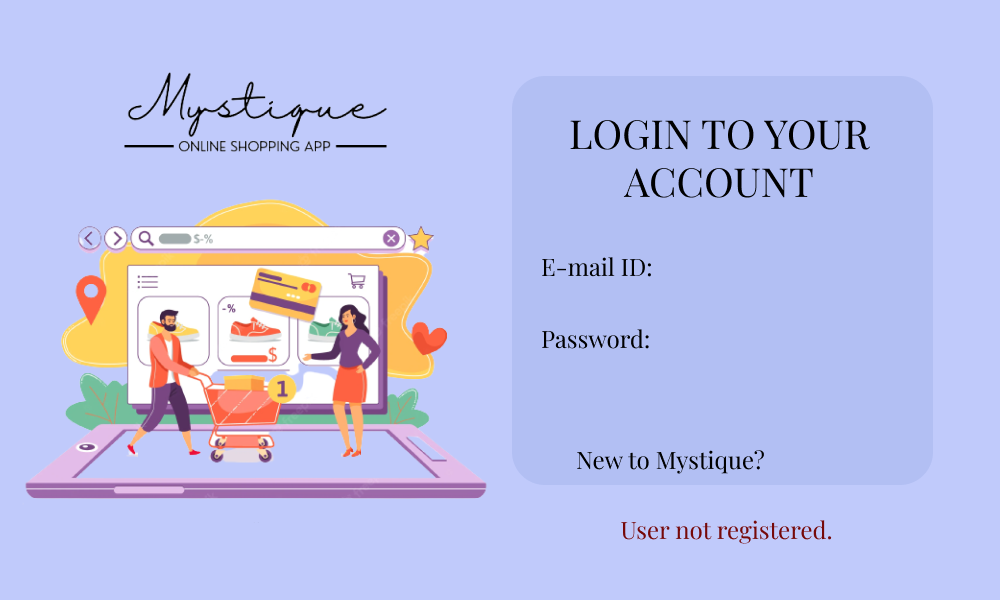 Mystique
ONLINE SHOPPING APP
$-%
-%
$
1
LOGIN TO YOUR
ACCOUNT
E-mail ID:
Password:
New to Mystique?
User not registered.